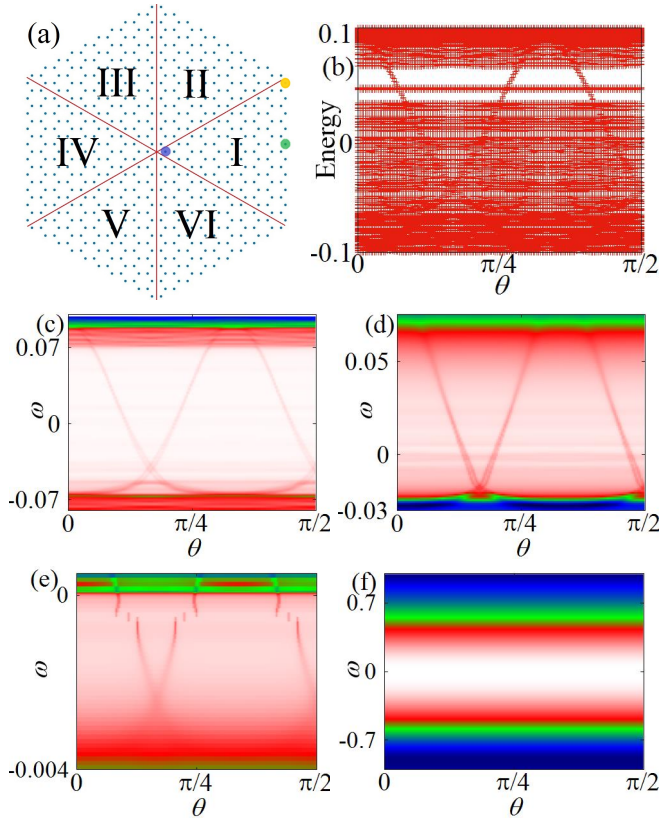 (a)
III
II
IV
I
V
VI
(b)
0.1
0
-0.1
Energy
0
π/4
π/2
θ
(c)
0.07
0
-0.07
ω
0
π/4
π/2
θ
(d)
0.05
0
-0.03
ω
0
π/4
π/2
θ
(e)
0
-0.004
ω
0
π/4
π/2
θ
(f)
0.7
0
-0.7
ω
0
π/4
π/2
θ